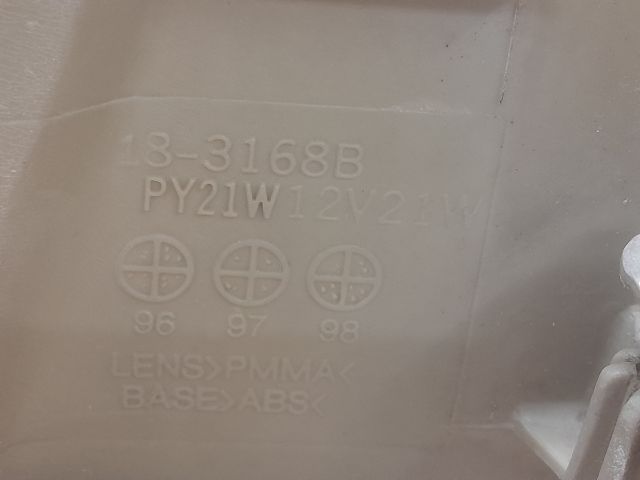 18-3168B
PY21W 12V21W
96 97 98
LENS>PMMA<
BASE>ABS<